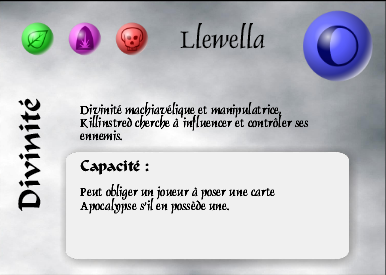 Llewella
Divinité
Divinité machiavélique et manipulatrice,
Killinstred cherche à influencer et contrôler ses
ennemis.
Capacité :
Peut obliger un joueur à poser une carte
Apocalypse s'il en possède une.